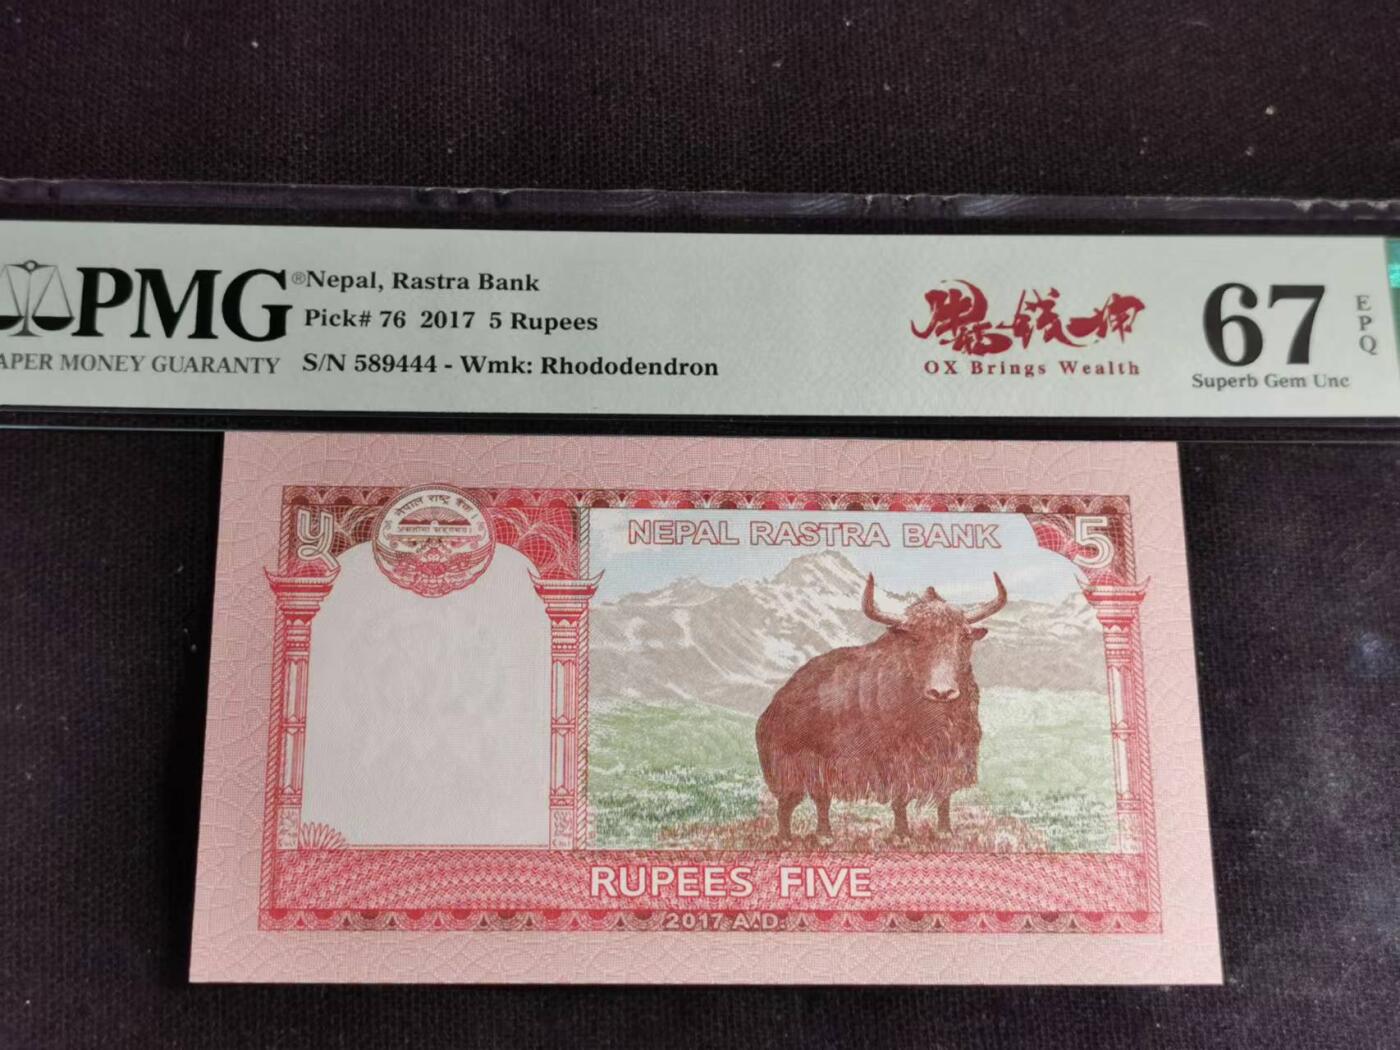 PMG® Nepal, Rastra Bank
Pick# 76 2017 5 Rupees
APER MONEY GUARANTY S/N 589444 - Wmk: Rhododendron
OX Brings Wealth
67
EPQ
Superb Gem Unc
५
नेपाल राष्ट्र बैंक
5
NEPAL RASTRA BANK
RUPEES FIVE
2017 A.D.